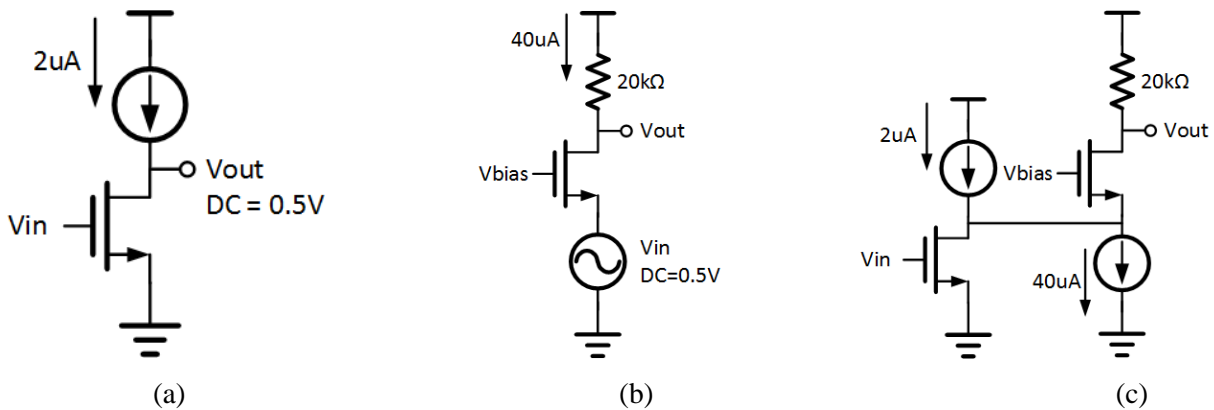 2uA
Vout
DC = 0.5V
Vin
(a)
40uA
20kΩ
Vout
Vbias
Vin
DC=0.5V
(b)
20kΩ
2uA
Vout
Vbias
Vin
40uA
(c)